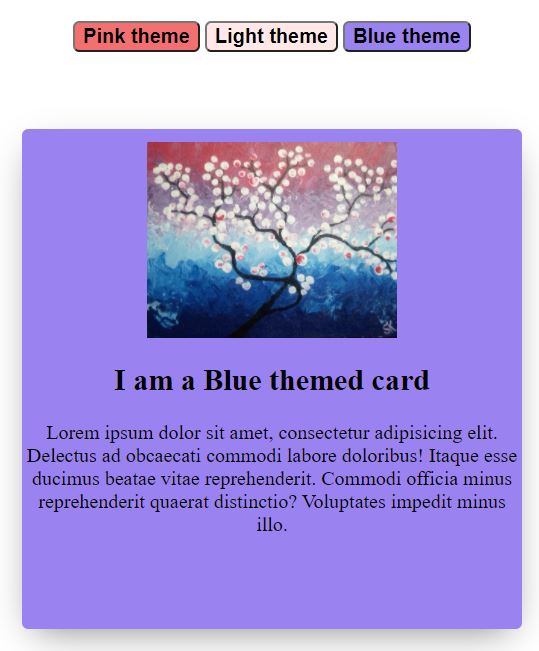 Pink theme Light theme Blue theme
I am a Blue themed card
Lorem ipsum dolor sit amet, consectetur adipisicing elit.
Delectus ad obcaecati commodi labore doloribus! Itaque esse
ducimus beatae vitae reprehenderit. Commodi officia minus
reprehenderit quaerat distinctio? Voluptates impedit minus
illo.